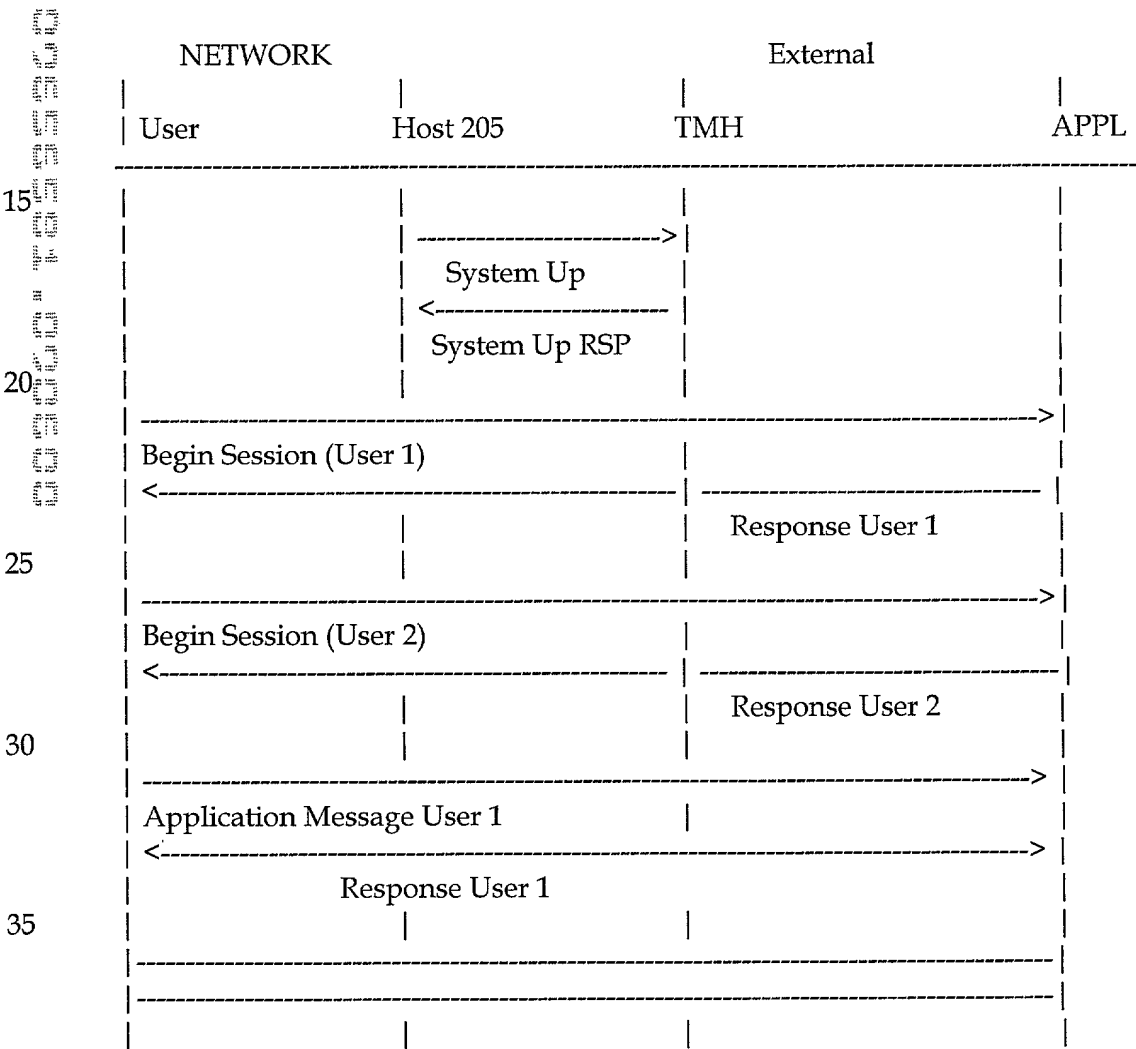 NETWORK External
User Host 205 TMH APPL
15
System Up
System Up RSP
20
Begin Session (User 1)
Response User 1
25
Begin Session (User 2)
Response User 2
30
Application Message User 1
Response User 1
35